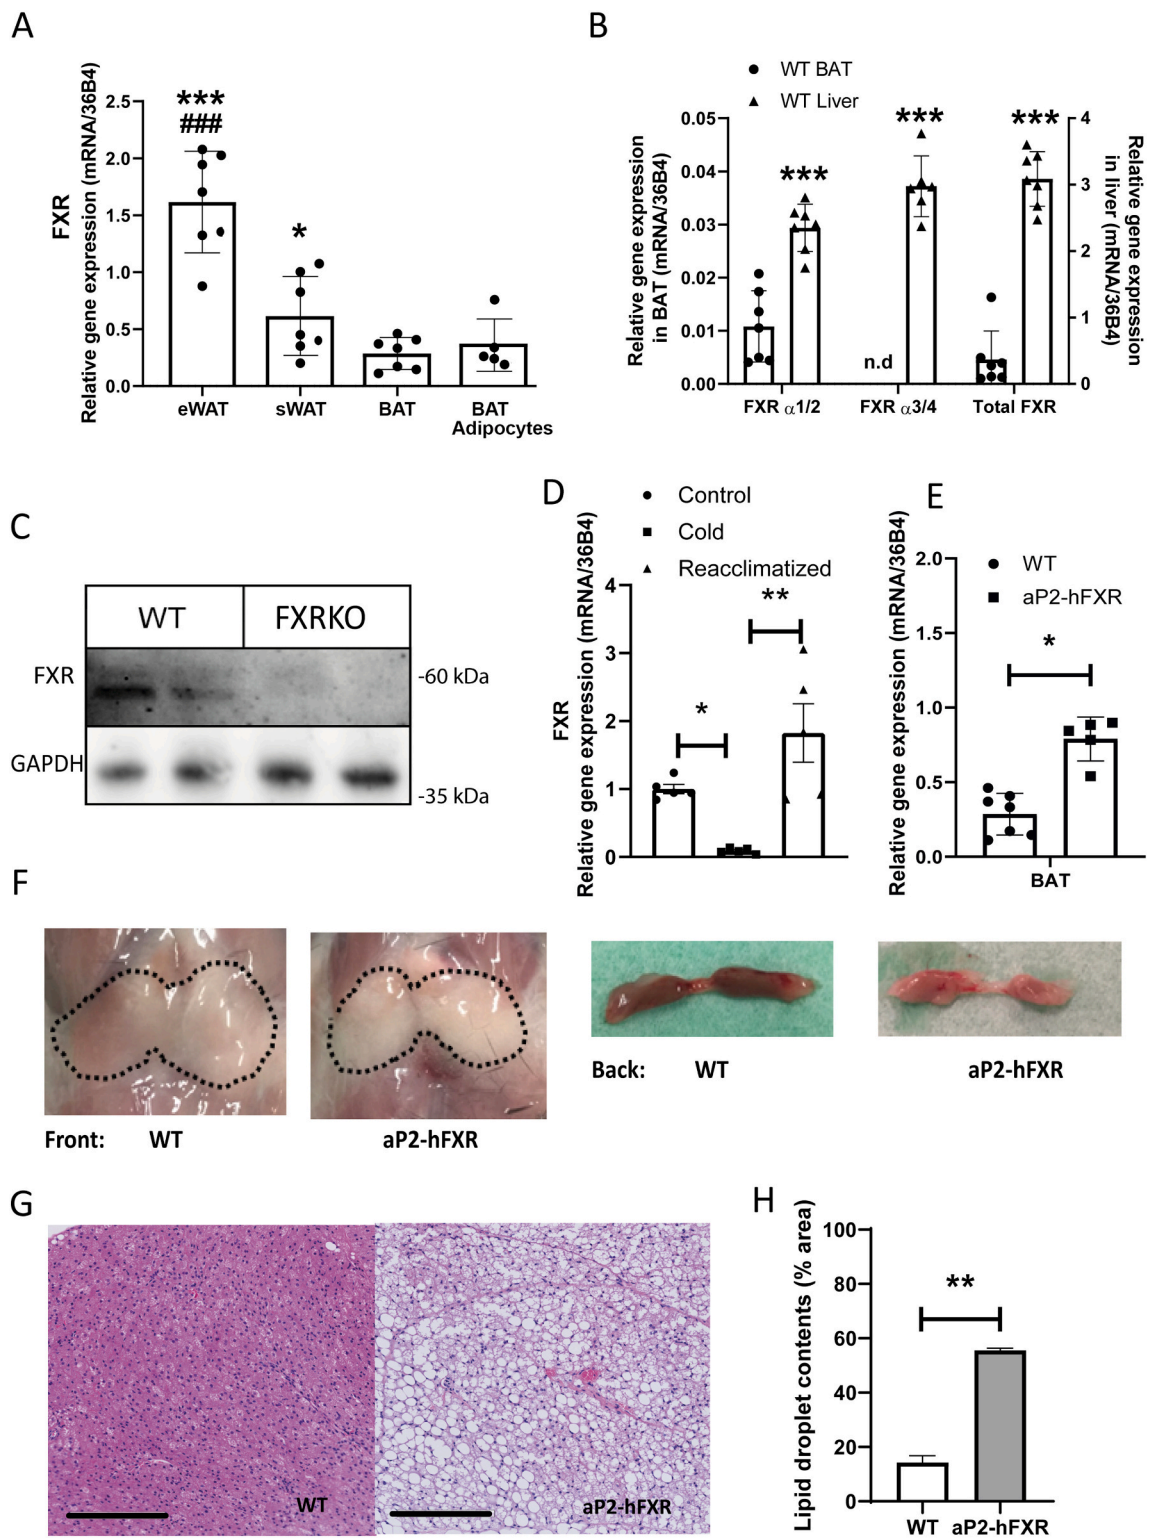 A
FXR
Relative gene expression (mRNA/36B4)
2.5
2.0
1.5
1.0
0.5
0.0
***
###
*
eWAT
sWAT
BAT
BAT
Adipocytes
B
WT BAT
WT Liver
Relative gene expression
in BAT (mRNA/36B4)
0.05
0.04
0.03
0.02
0.01
0.00
***
***
***
n.d
4
3
2
1
0
Relative gene expression
in liver (mRNA/36B4)
FXR α1/2
FXR α3/4
Total FXR
C
WT
FXRKO
FXR
-60 kDa
GAPDH
-35 kDa
D
Control
Cold
Reacclimatized
FXR
Relative gene expression (mRNA/36B4)
4
3
2
1
0
*
**
E
WT
aP2-hFXR
Relative gene expression (mRNA/36B4)
2.0
1.5
1.0
0.5
0.0
*
BAT
F
Front: WT
aP2-hFXR
Back: WT
aP2-hFXR
G
WT
aP2-hFXR
H
Lipid droplet contents (% area)
100
80
60
40
20
0
**
WT
aP2-hFXR